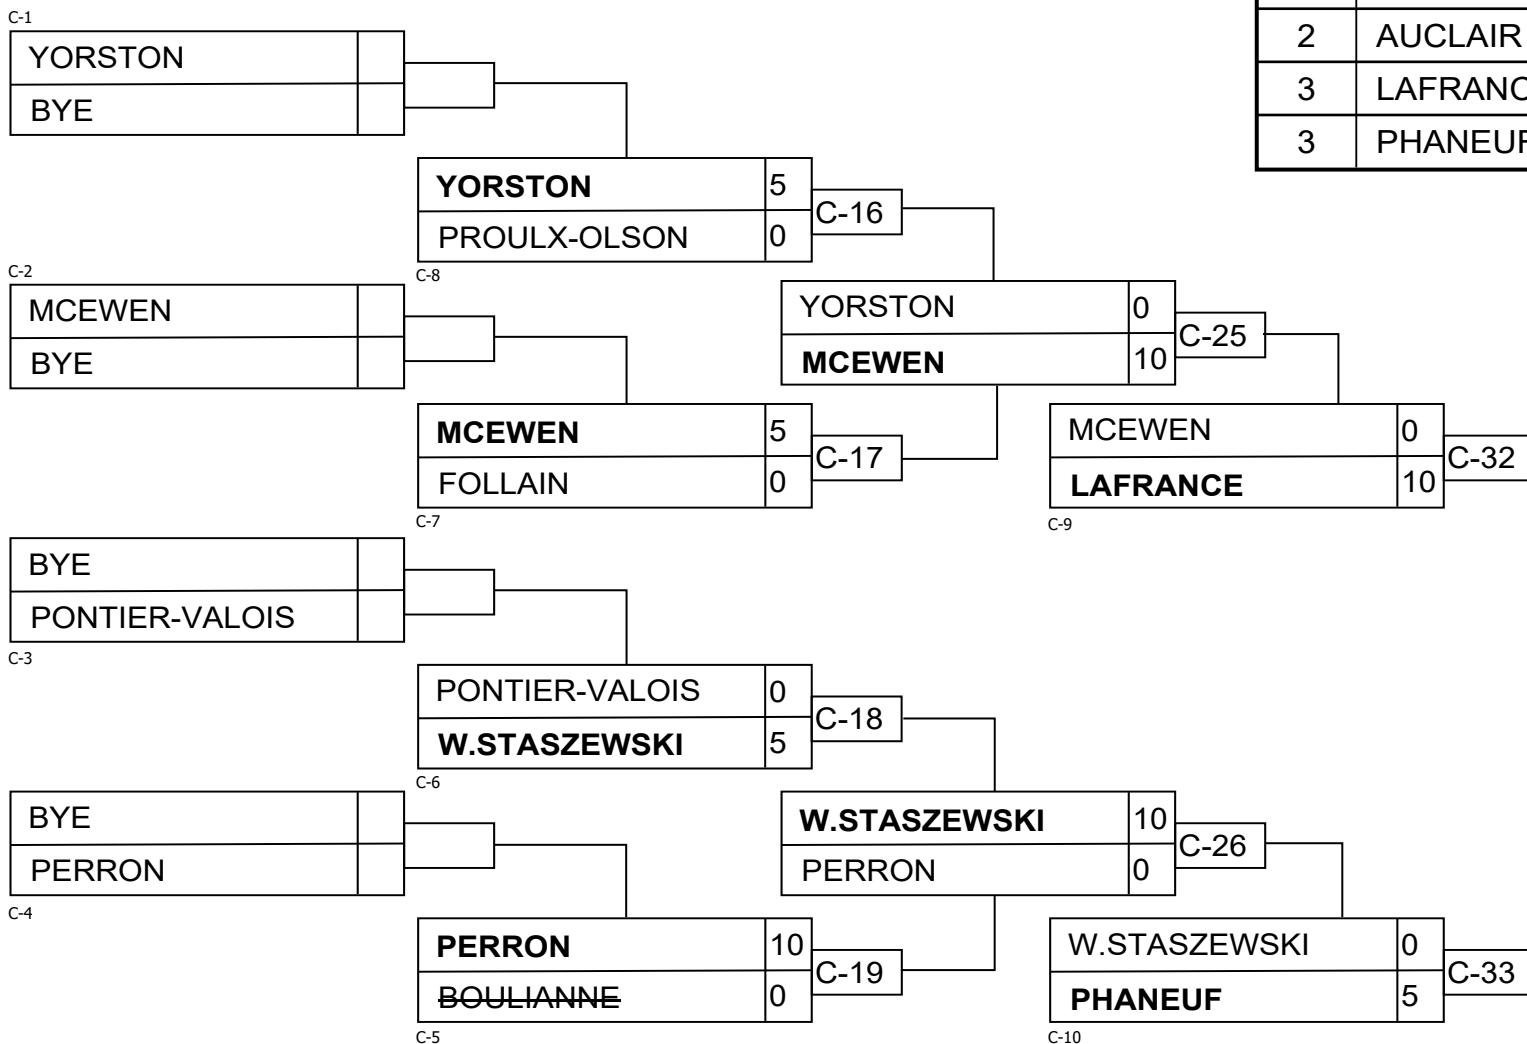 C-1
YORSTON
BYE
2 AUCLAIR
3 LAFRANC
3 PHANEUF
YORSTON 5
PROULX-OLSON 0
C-16
C-8
C-2
MCEWEN
BYE
YORSTON 0
MCEWEN 10
C-25
MCEWEN 5
FOLLAIN 0
C-17
C-7
MCEWEN 0
LAFRANCE 10
C-32
C-9
BYE
PONTIER-VALOIS
C-3
PONTIER-VALOIS 0
W.STASZEWSKI 5
C-18
C-6
BYE
PERRON
C-4
W.STASZEWSKI 10
PERRON 0
C-26
PERRON 10
BOULIANNE 0
C-19
C-5
W.STASZEWSKI 0
PHANEUF 5
C-33
C-10